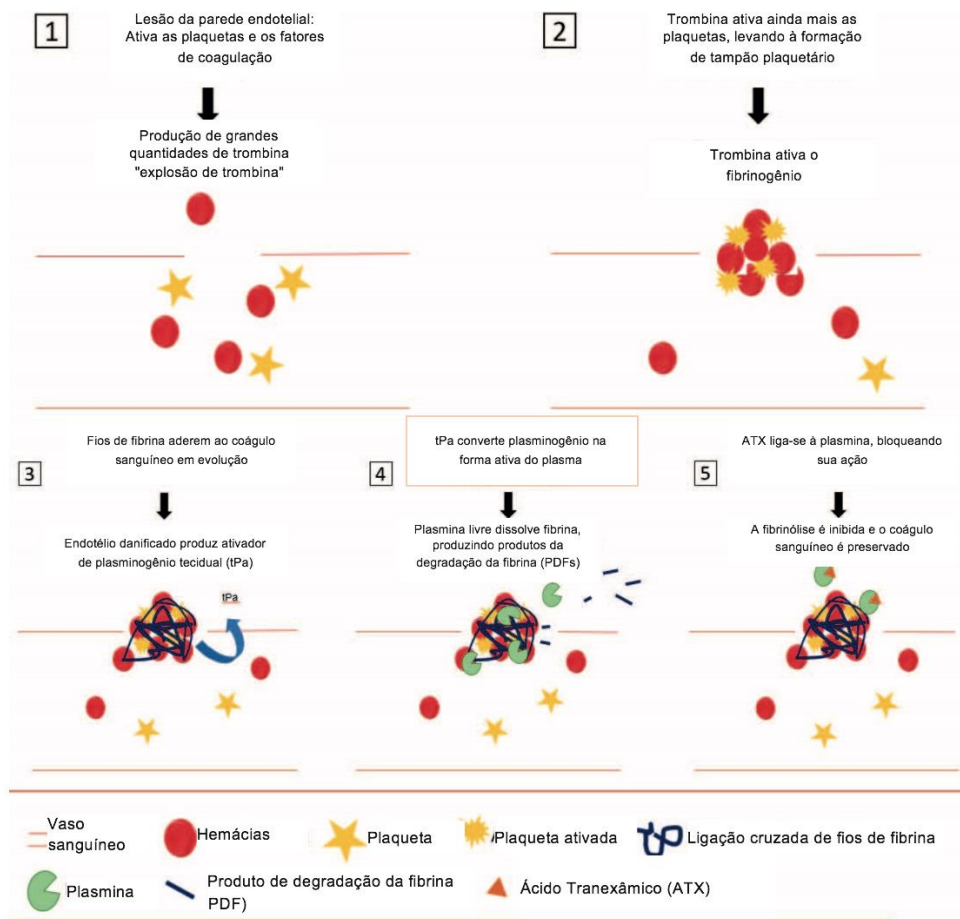 1
Lesão da parede endotelial:
Ativa as plaquetas e os fatores
de coagulação
Produção de grandes
quantidades de trombina
"explosão de trombina"
2
Trombina ativa ainda mais as
plaquetas, levando à formação
de tampão plaquetário
Trombina ativa o
fibrinogênio
3
Fios de fibrina aderem ao coágulo
sanguíneo em evolução
Endotélio danificado produz ativador
de plasminogênio tecidual (tPa)
tPa
4
tPa converte plasminogênio na
forma ativa do plasma
Plasmina livre dissolve fibrina,
produzindo produtos da
degradação da fibrina (PDFs)
5
ATX liga-se à plasmina, bloqueando
sua ação
A fibrinólise é inibida e o coágulo
sanguíneo é preservado
Vaso
sanguíneo
Hemácias
Plaqueta
Plaqueta ativada
Ligação cruzada de fios de fibrina
Plasmina
Produto de degradação da fibrina
PDF)
Ácido Tranexâmico (ATX)